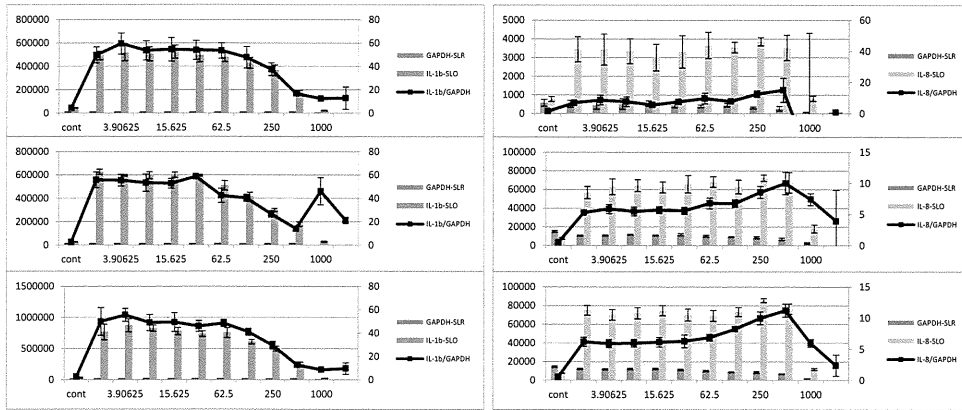 800000 80
600000 60
400000 40
200000 20
0 0
cont 3.90625 15.625 62.5 250 1000
GAPDH-SLR
IL-1b-SLO
IL-1b/GAPDH
5000 60
4000
3000 40
2000 20
1000
0 0
cont 3.90625 15.625 62.5 250 1000
GAPDH-SLR
IL-8-SLO
IL-8/GAPDH
800000 80
600000 60
400000 40
200000 20
0 0
cont 3.90625 15.625 62.5 250 1000
GAPDH-SLR
IL-1b-SLO
IL-1b/GAPDH
100000 15
80000
60000 10
40000 5
20000
0 0
cont 3.90625 15.625 62.5 250 1000
GAPDH-SLR
IL-8-SLO
IL-8/GAPDH
1500000 80
1000000 60
40
500000 20
0 0
cont 3.90625 15.625 62.5 250 1000
GAPDH-SLR
IL-1b-SLO
IL-1b/GAPDH
100000 15
80000
60000 10
40000 5
20000
0 0
cont 3.90625 15.625 62.5 250 1000
GAPDH-SLR
IL-8-SLO
IL-8/GAPDH